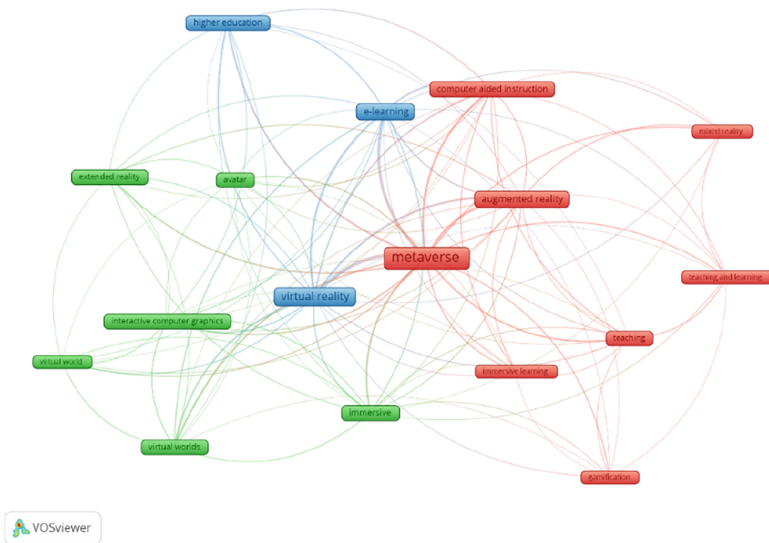 higher education
computer aided instruction
e-learning
mixed reality
extended reality
avatar
augmented reality
metaverse
teaching and learning
virtual reality
interactive computer graphics
teaching
virtual world
immersive learning
immersive
virtual worlds
gamification
VOSviewer